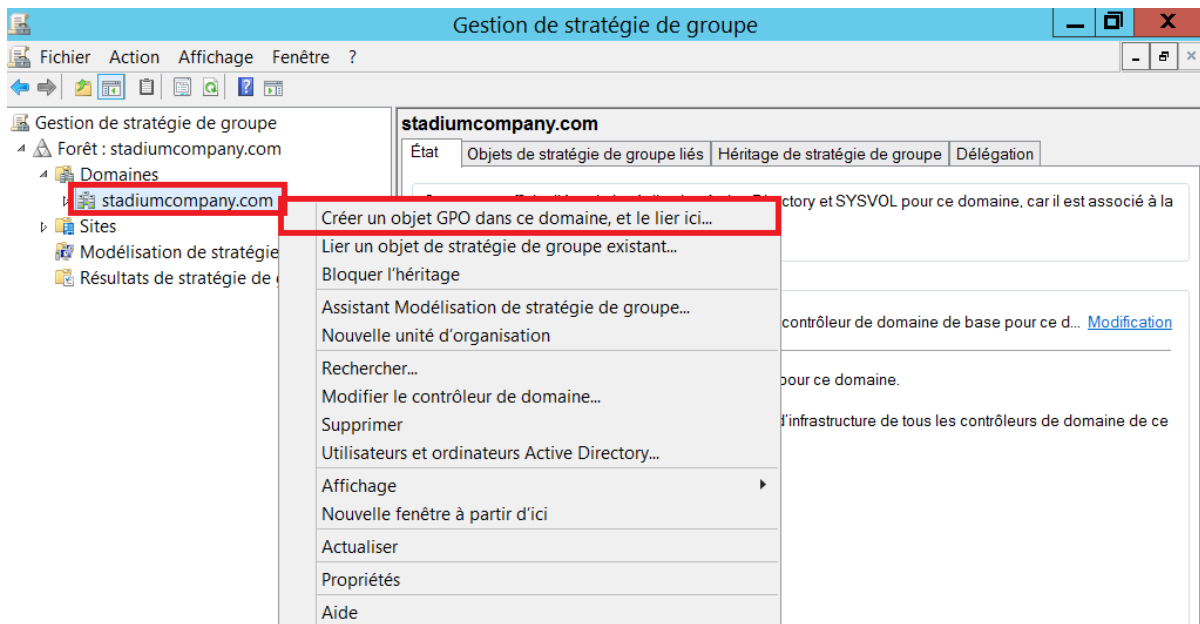 Gestion de stratégie de groupe
Fichier Action Affichage Fenêtre ?
Gestion de stratégie de groupe
Forêt : stadiumcompany.com
Domaines
stadiumcompany.com
Sites
Modélisation de stratégie
Résultats de stratégie de
stadiumcompany.com
État
Objets de stratégie de groupe liés
Héritage de stratégie de groupe
Délégation
Directory et SYSVOL pour ce domaine, car il est associé à la
contrôleur de domaine de base pour ce d... Modification
pour ce domaine.
d'infrastructure de tous les contrôleurs de domaine de ce
Créer un objet GPO dans ce domaine, et le lier ici...
Lier un objet de stratégie de groupe existant...
Bloquer l'héritage
Assistant Modélisation de stratégie de groupe...
Nouvelle unité d'organisation
Rechercher...
Modifier le contrôleur de domaine...
Supprimer
Utilisateurs et ordinateurs Active Directory...
Affichage
Nouvelle fenêtre à partir d'ici
Actualiser
Propriétés
Aide